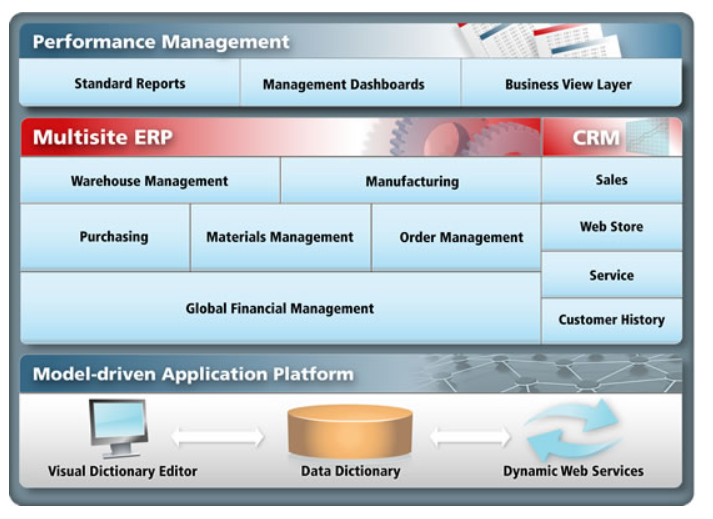 Performance Management
Standard Reports
Management Dashboards
Business View Layer
Multisite ERP
CRM
Warehouse Management
Manufacturing
Sales
Purchasing
Materials Management
Order Management
Web Store
Service
Global Financial Management
Customer History
Model-driven Application Platform
Visual Dictionary Editor
Data Dictionary
Dynamic Web Services